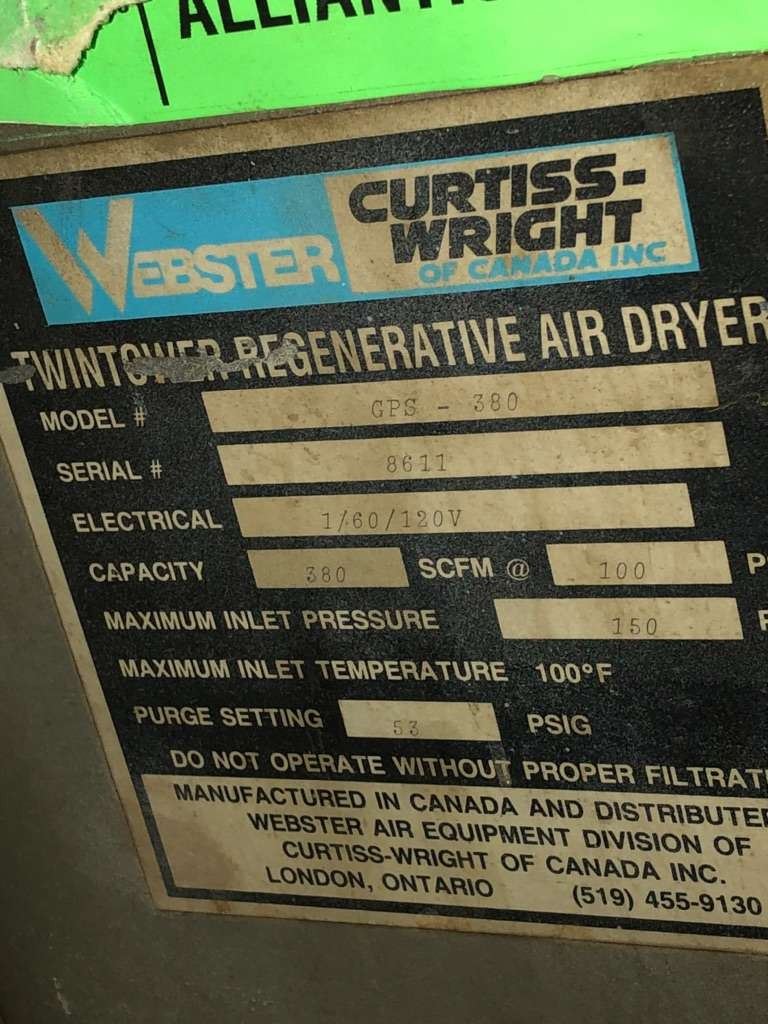 WEBSTER
CURTISS-
WRIGHT
OF CANADA INC
TWINTOWER REGENERATIVE AIR DRYER
MODEL # GPS - 380
SERIAL # 8611
ELECTRICAL 1/60/120V
CAPACITY 380 SCFM @ 100 P
MAXIMUM INLET PRESSURE 150
MAXIMUM INLET TEMPERATURE 100°F
PURGE SETTING 53 PSIG
DO NOT OPERATE WITHOUT PROPER FILTRATI
MANUFACTURED IN CANADA AND DISTRIBUTED
WEBSTER AIR EQUIPMENT DIVISION OF
CURTISS-WRIGHT OF CANADA INC.
LONDON, ONTARIO (519) 455-9130